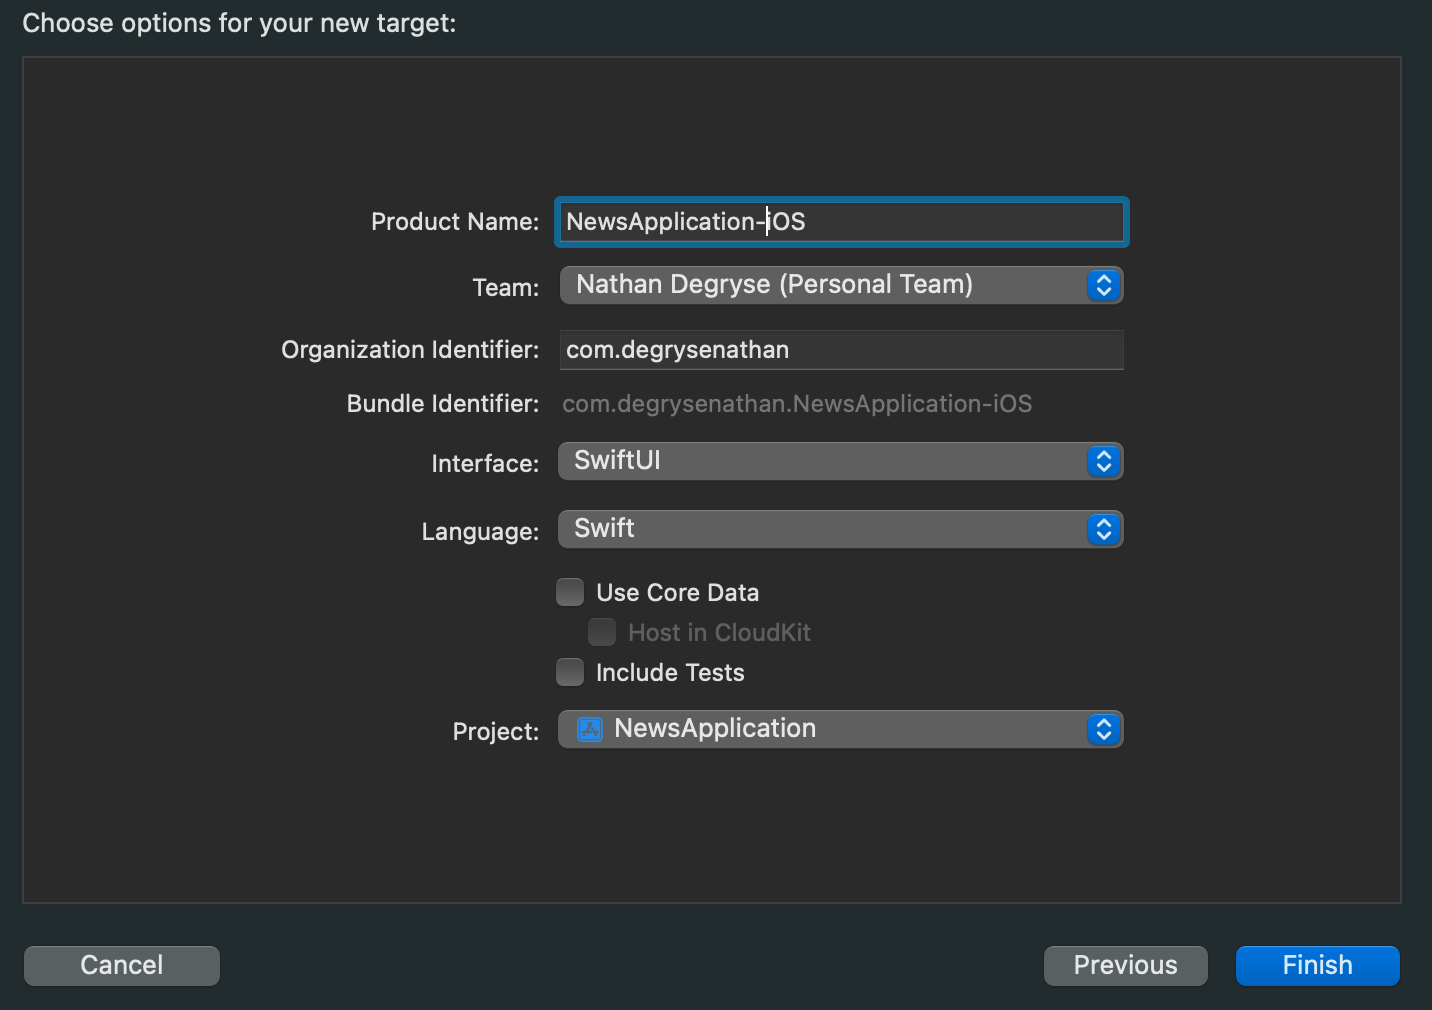 Choose options for your new target:
Product Name: NewsApplication-iOS
Team: Nathan Degryse (Personal Team)
Organization Identifier: com.degrysenathan
Bundle Identifier: com.degrysenathan.NewsApplication-iOS
Interface: SwiftUI
Language: Swift
Use Core Data
Host in CloudKit
Include Tests
Project: NewsApplication
Cancel Previous Finish